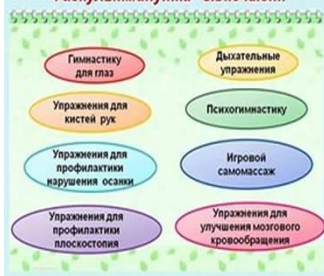 Гимнастику
для глаз
Дыхательные
упражнения
Упражнения для
кистей рук
Психогимнастику
Упражнения для
профилактики
нарушения осанки
Игровой
самомассаж
Упражнения для
профилактики
плоскостопия
Упражнения для
улучшения мозгового
кровообращения